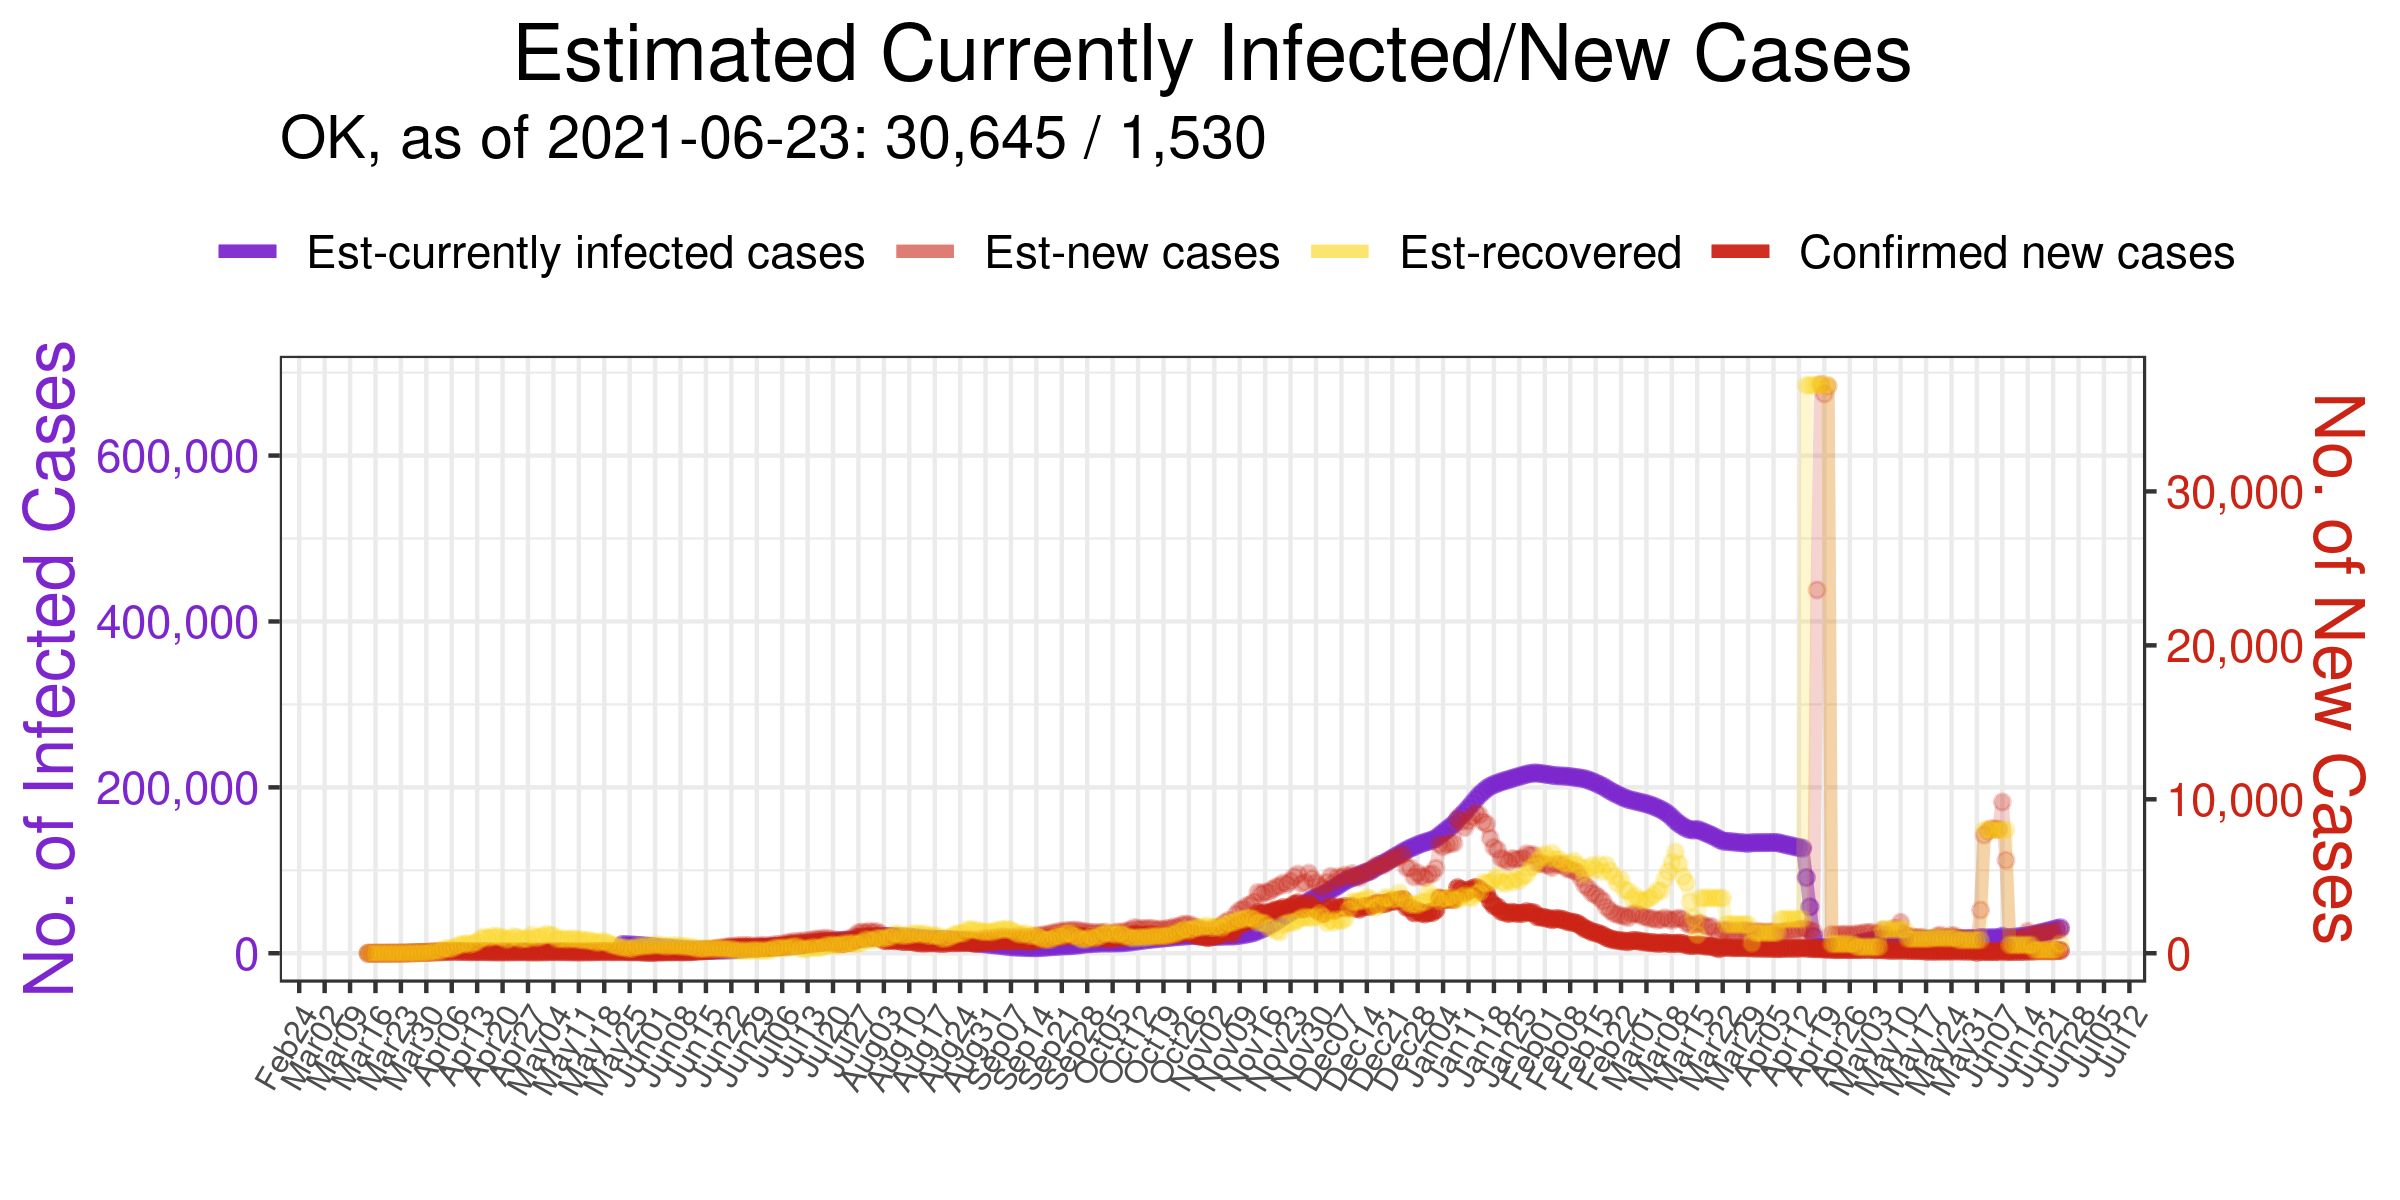 Estimated Currently Infected/New Cases
OK, as of 2021-06-23: 30,645 / 1,530
Est-currently infected cases
Est-new cases
Est-recovered
Confirmed new cases
No. of Infected Cases
600,000
400,000
200,000
0
30,000
20,000
10,000
0
No. of New Cases
Feb24
Mar02
Mar09
Mar16
Mar23
Mar30
Apr06
Apr13
Apr20
Apr27
May04
May11
May18
May25
Jun01
Jun08
Jun15
Jun22
Jun29
Jul06
Jul13
Jul20
Jul27
Aug03
Aug10
Aug17
Aug24
Aug31
Sep07
Sep14
Sep21
Sep28
Oct05
Oct12
Oct19
Oct26
Nov02
Nov09
Nov16
Nov23
Nov30
Dec07
Dec14
Dec21
Dec28
Jan04
Jan11
Jan18
Jan25
Feb01
Feb08
Feb15
Feb22
Mar01
Mar08
Mar15
Mar22
Mar29
Apr05
Apr12
Apr19
Apr26
May03
May10
May17
May24
May31
Jun07
Jun14
Jun21
Jun28
Jul05
Jul12